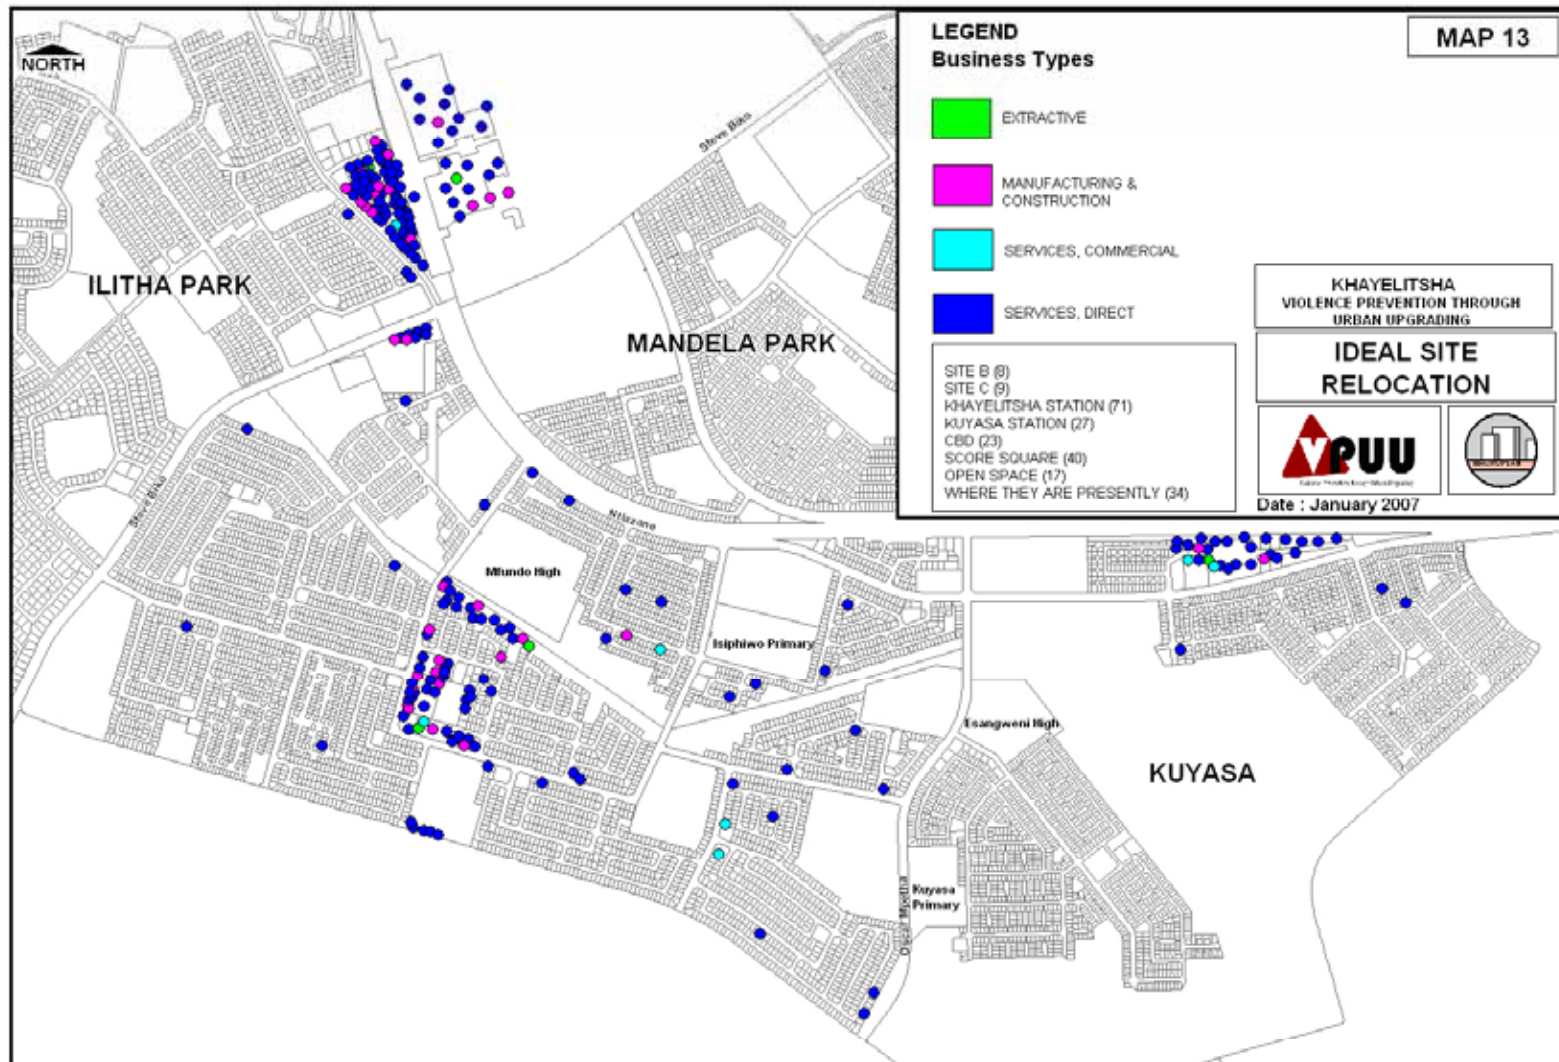 NORTH
LEGEND
Business Types
MAP 13
EXTRACTIVE
MANUFACTURING &
CONSTRUCTION
SERVICES, COMMERCIAL
SERVICES, DIRECT
SITE B (8)
SITE C (9)
KHAYELITSHA STATION (71)
KUYASA STATION (27)
CBD (23)
SCORE SQUARE (40)
OPEN SPACE (17)
WHERE THEY ARE PRESENTLY (34)
KHAYELITSHA
VIOLENCE PREVENTION THROUGH
URBAN UPGRADING
IDEAL SITE
RELOCATION
VPUU
Date : January 2007
Steve Biko
ILITHA PARK
MANDELA PARK
Steve Biko
Ntlazane
Mfundo High
Isiphiwo Primary
Esangweni High
KUYASA
Kuyasa
Primary
Oscar Mpetha